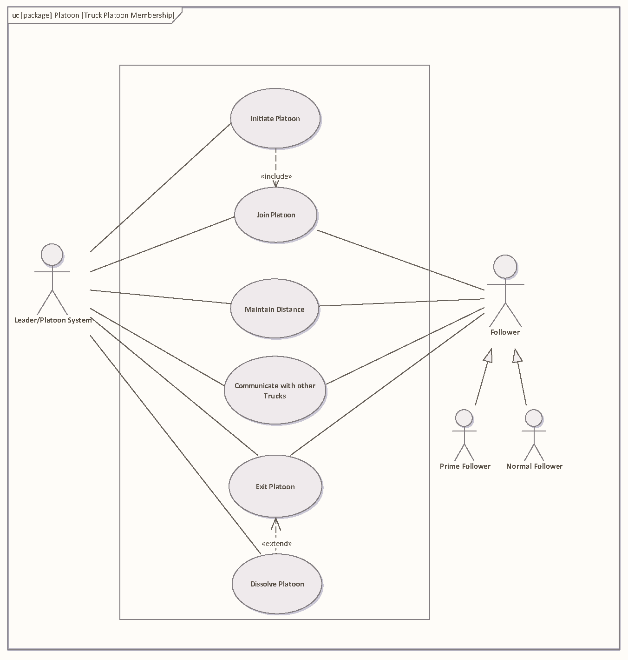 uc [package] Platoon [Truck Platoon Membership]
Initiate Platoon
«include»
Join Platoon
Leader/Platoon System
Maintain Distance
Follower
Communicate with other
Trucks
Prime Follower
Normal Follower
Exit Platoon
«extend»
Dissolve Platoon